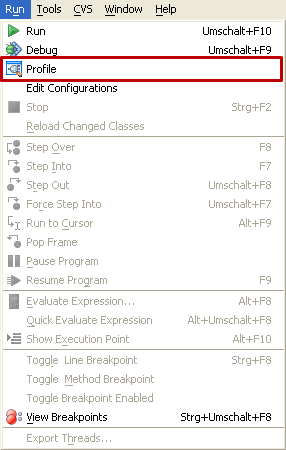 Run Tools CVS Window Help
Run Umschalt+F10
Debug Umschalt+F9
Profile
Edit Configurations
Stop Strg+F2
Reload Changed Classes
Step Over F8
Step Into F7
Step Out Umschalt+F8
Force Step Into Umschalt+F7
Run to Cursor Alt+F9
Pop Frame
Pause Program
Resume Program F9
Evaluate Expression... Alt+F8
Quick Evaluate Expression Alt+Umschalt+F8
Show Execution Point Alt+F10
Toggle Line Breakpoint Strg+F8
Toggle Method Breakpoint
Toggle Breakpoint Enabled
View Breakpoints Strg+Umschalt+F8
Export Threads...